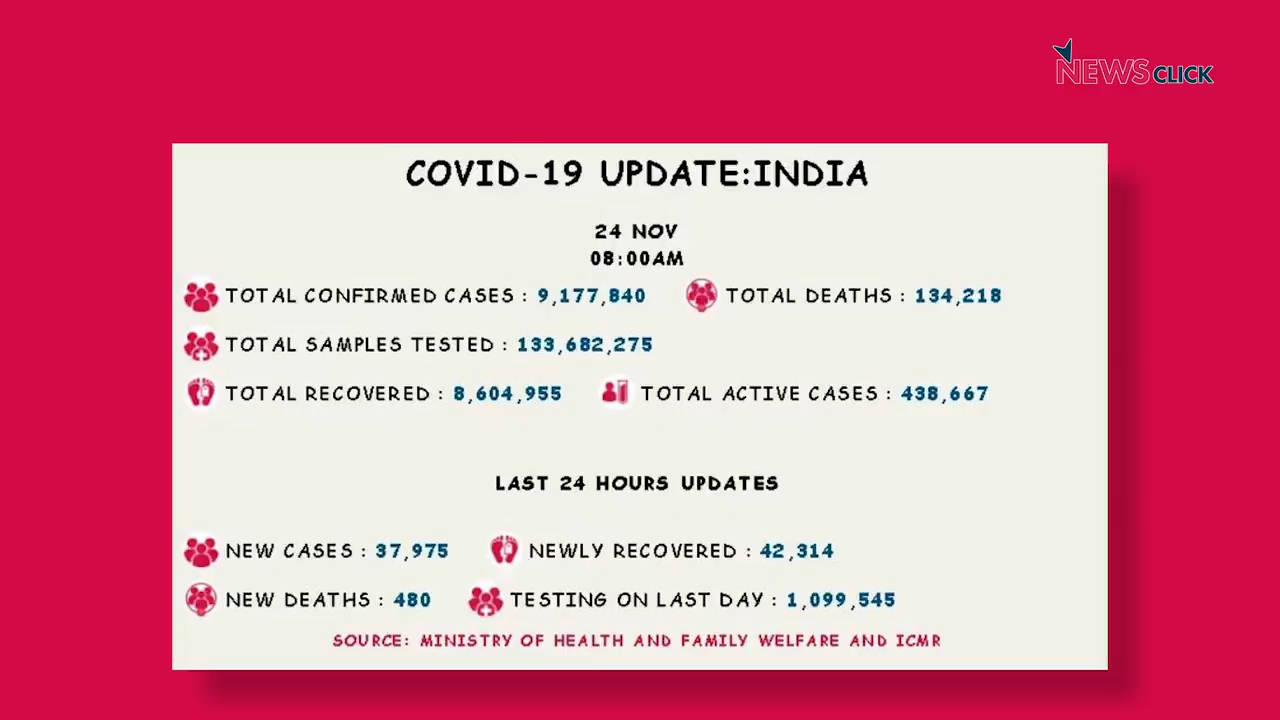 NEWSCLICK
COVID-19 UPDATE:INDIA
24 NOV
08:00AM
TOTAL CONFIRMED CASES : 9,177,840 TOTAL DEATHS : 134,218
TOTAL SAMPLES TESTED : 133,682,275
TOTAL RECOVERED : 8,604,955 TOTAL ACTIVE CASES : 438,667
LAST 24 HOURS UPDATES
NEW CASES : 37,975 NEWLY RECOVERED : 42,314
NEW DEATHS : 480 TESTING ON LAST DAY : 1,099,545
SOURCE: MINISTRY OF HEALTH AND FAMILY WELFARE AND ICMR